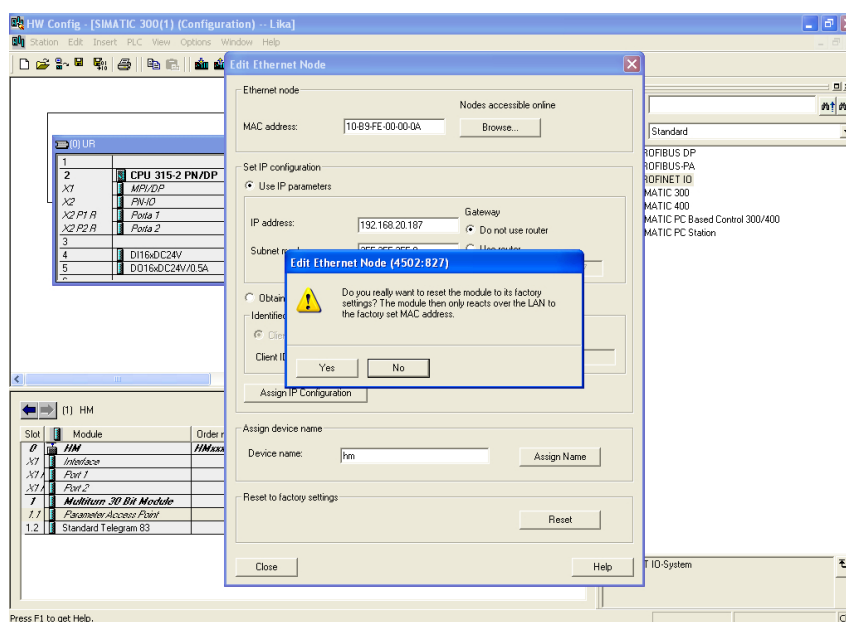 HW Config - [SIMATIC 300(1) (Configuration) -- Lika]
Station Edit Insert PLC View Options Window Help
Edit Ethernet Node
Ethernet node
Nodes accessible online
MAC address:
10-B9-FE-00-00-0A
Browse...
Set IP configuration
Use IP parameters
Gateway
IP address:
192.168.20.187
Do not use router
Subnet
Edit Ethernet Node (4502:827)
Do you really want to reset the module to its factory
settings? The module then only reacts over the LAN to
the factory set MAC address.
Yes
No
Obtain
Identified
Client ID
Assign IP Configuration
Assign device name
Device name:
hm
Assign Name
Reset to factory settings
Reset
Close
Help
(0) UR
1
2 CPU 315-2 PN/DP
X1 MPI/DP
X2 PN-IO
X2 P1 R Porta 1
X2 P2 R Porta 2
3
4 DI16xDC24V
5 DO16xDC24V/0.5A
Standard
ROFIBUS DP
ROFIBUS-PA
ROFINET IO
MATIC 300
MATIC 400
MATIC PC Based Control 300/400
MATIC PC Station
(1) HM
Slot Module Order
0 HM HMxxx
X1 Interface
X1 Port 1
X1 Port 2
1 Multiturn 30 Bit Module
1.1 Parameter Access Point
1.2 Standard Telegram 83
T IO-System
Press F1 to get Help.